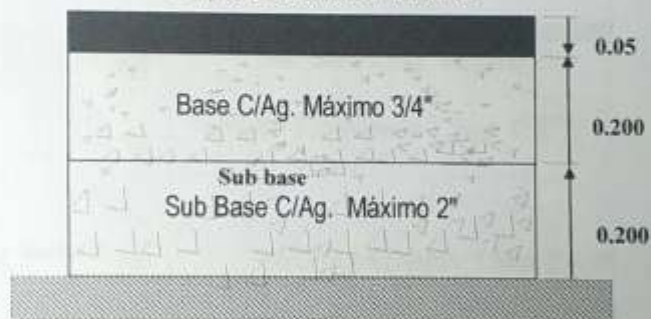 0.05
Base C/Ag. Máximo 3/4"
0.200
Sub base
Sub Base C/Ag. Máximo 2"
0.200